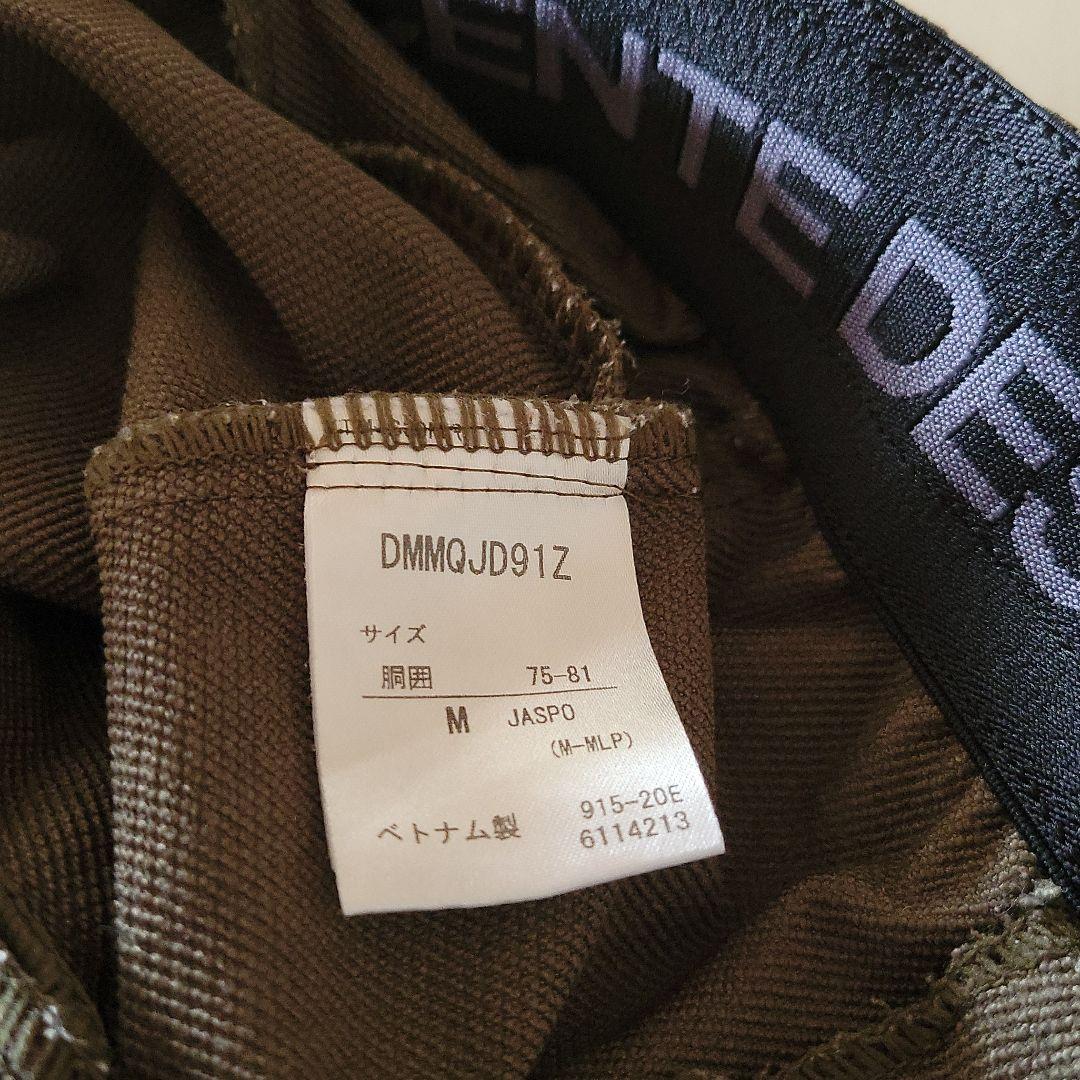 ENTE DES
DMMQJD91Z
サイズ
胴囲 75-81
M JASPO
(M-MLP)
915-20E
ベトナム製 6114213